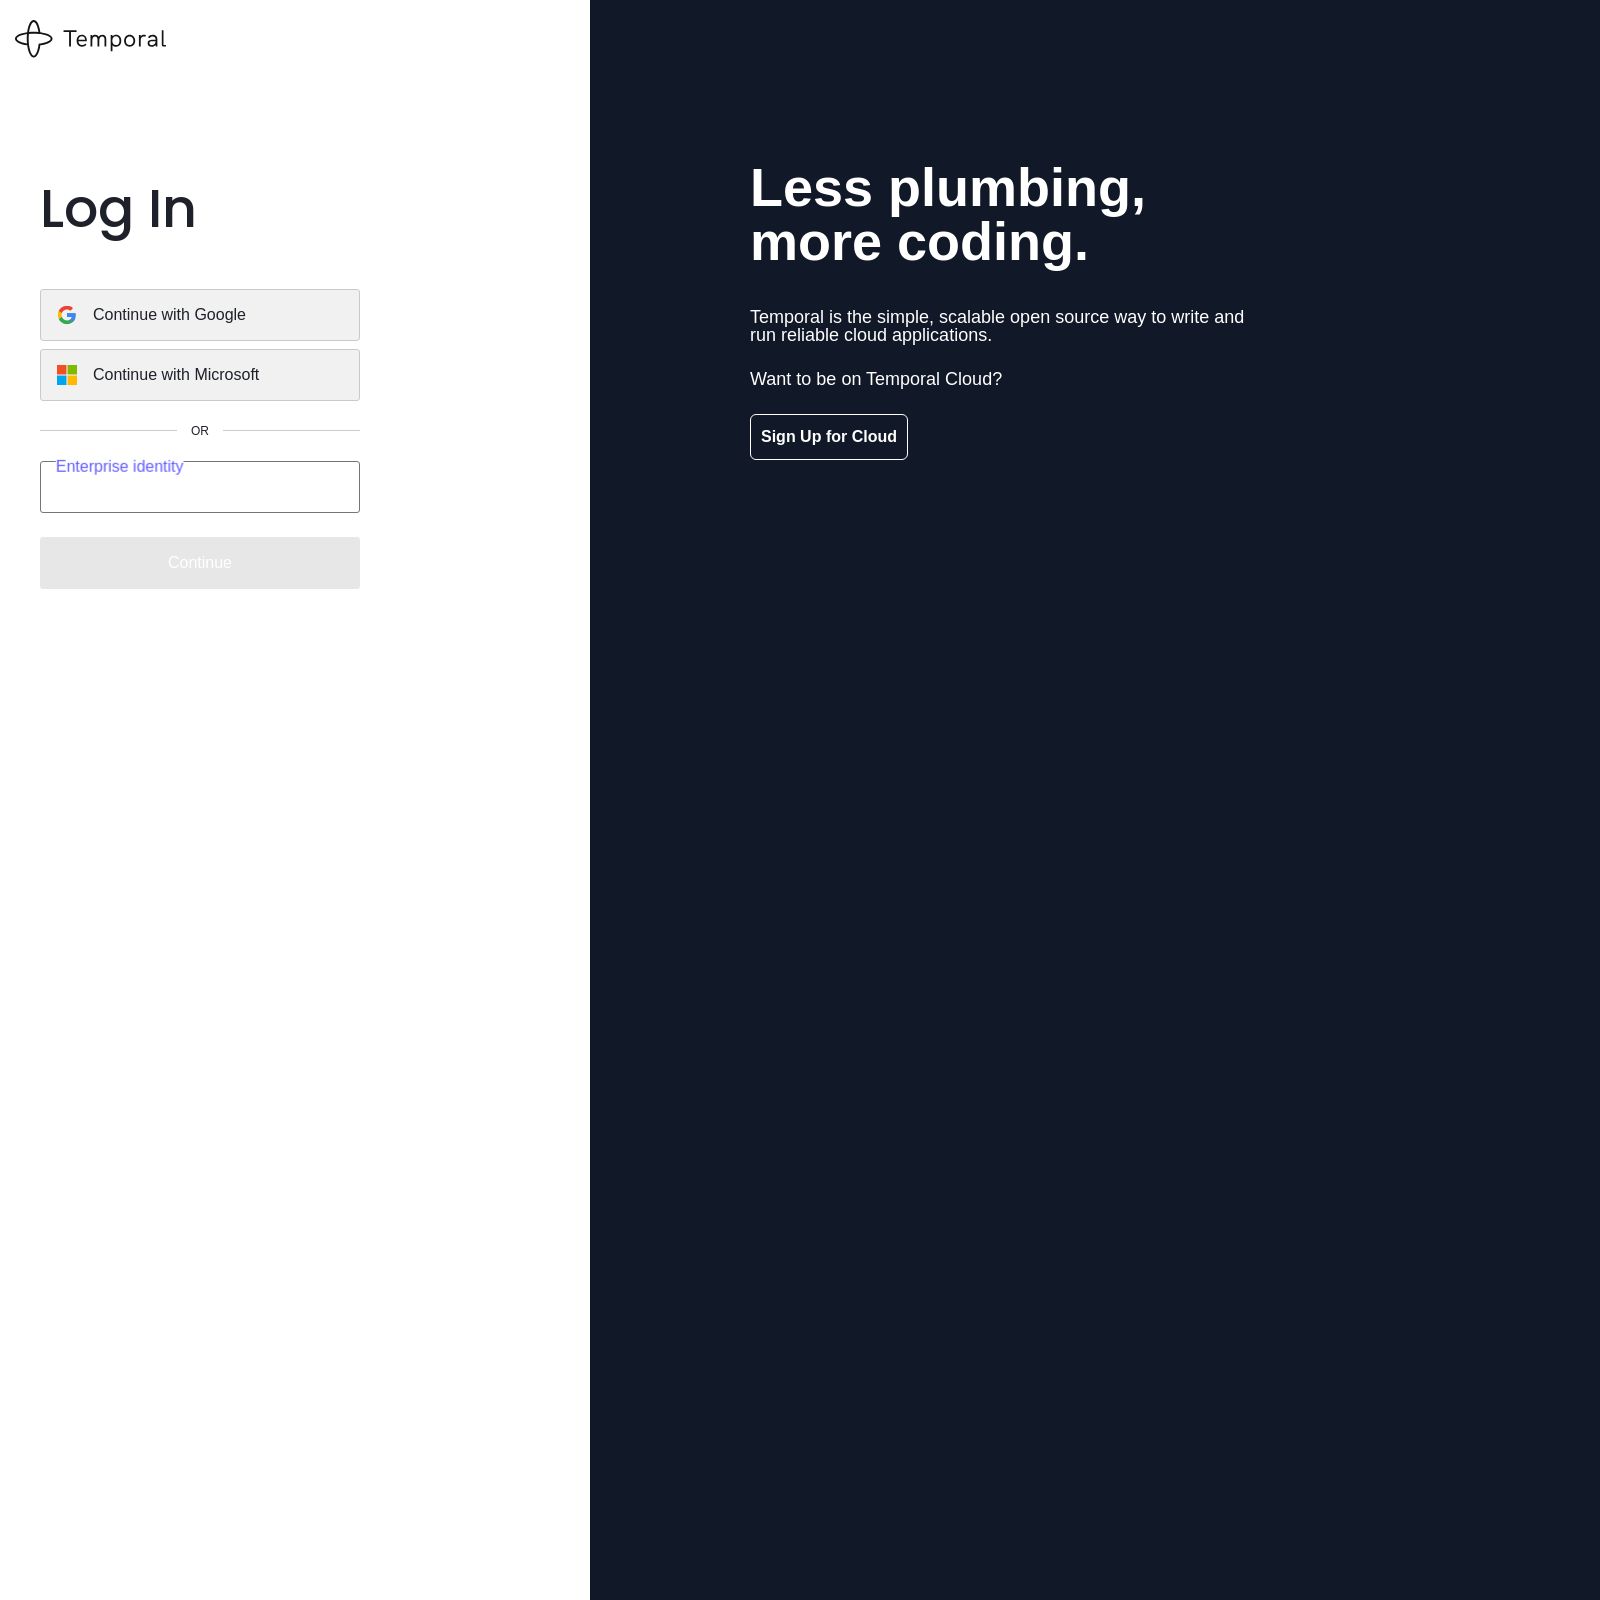 Temporal
Log In
Continue with Google
Continue with Microsoft
OR
Enterprise identity
Continue
Less plumbing,
more coding.
Temporal is the simple, scalable open source way to write and
run reliable cloud applications.
Want to be on Temporal Cloud?
Sign Up for Cloud